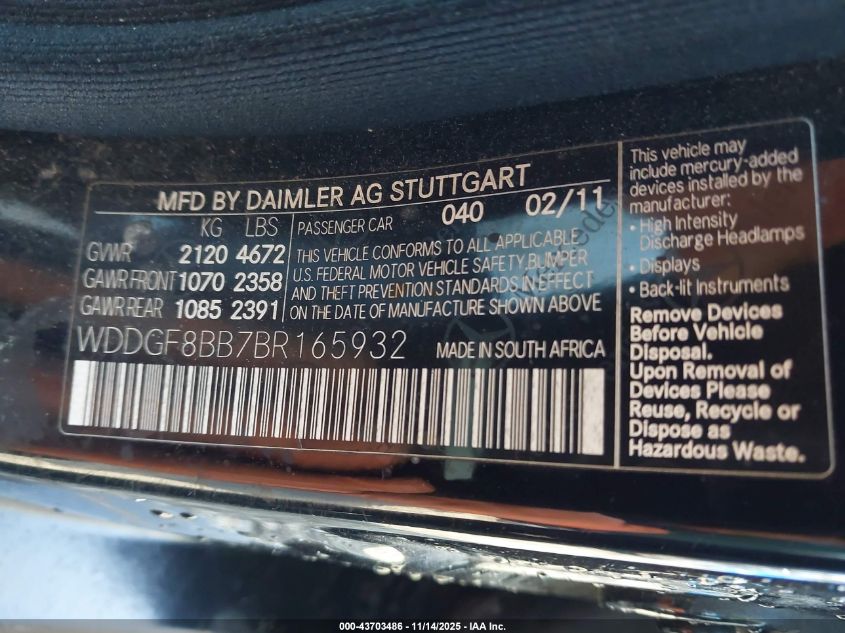 MFD BY DAIMLER AG STUTTGART
KG LBS
GVWR 2120 4672
GAWR FRONT 1070 2358
GAWR REAR 1085 2391
PASSENGER CAR 040 02/11
THIS VEHICLE CONFORMS TO ALL APPLICABLE
U.S. FEDERAL MOTOR VEHICLE SAFETY,BUMPER
AND THEFT PREVENTION STANDARDS IN EFFECT
ON THE DATE OF MANUFACTURE SHOWN ABOVE
WDDGF8BB7BR165932 MADE IN SOUTH AFRICA
This vehicle may
include mercury-added
devices installed by the
manufacturer:
• High Intensity
Discharge Headlamps
• Displays
• Back-lit Instruments
Remove Devices
Before Vehicle
Disposal.
Upon Removal of
Devices Please
Reuse, Recycle or
Dispose as
Hazardous Waste.
000-43703486 - 11/14/2025 - IAA Inc.